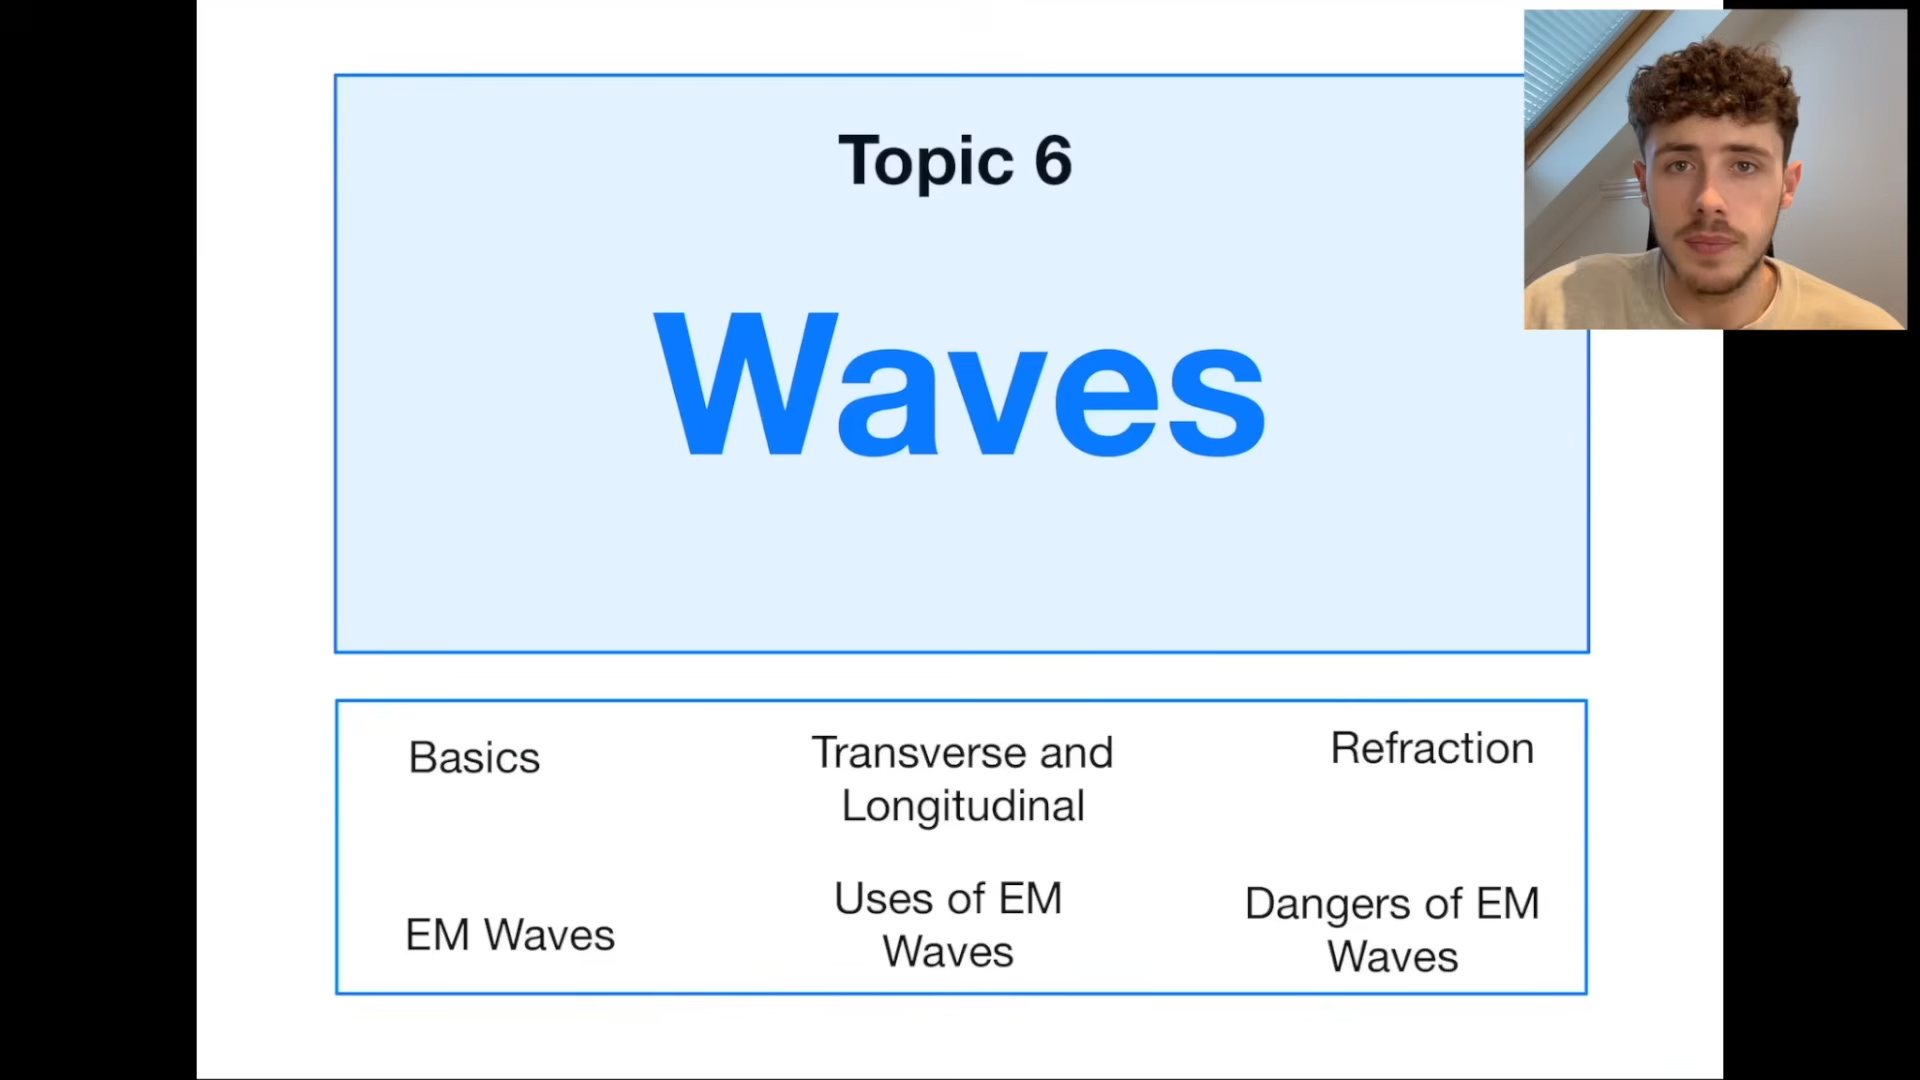 Topic 6
Waves
Basics
Transverse and
Longitudinal
Refraction
EM Waves
Uses of EM
Waves
Dangers of EM
Waves